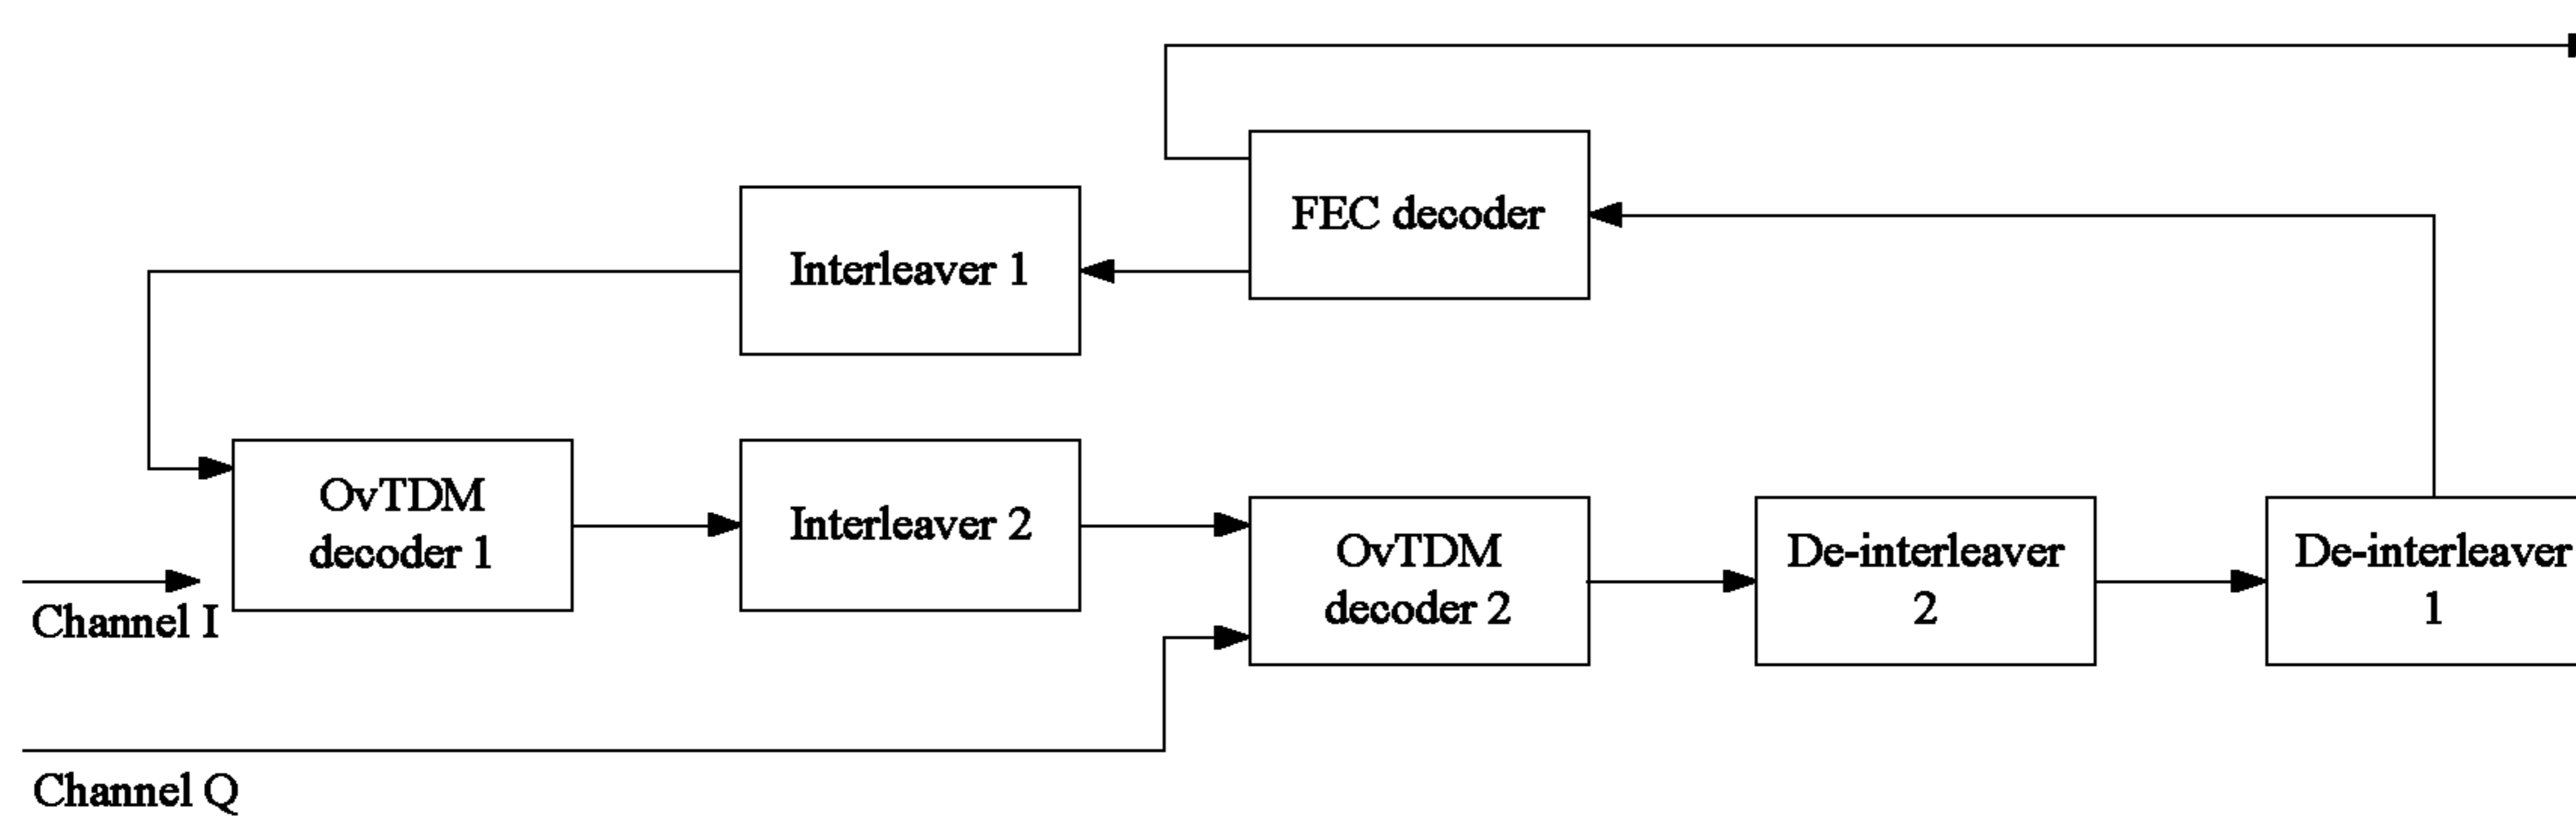 FEC decoder
Interleaver 1
OvTDM
decoder 1
Interleaver 2
OvTDM
decoder 2
De-interleaver
2
De-interleaver
1
Channel I
Channel Q